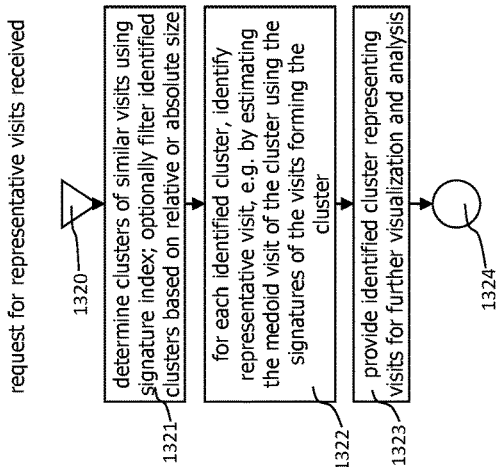 request for representative visits received
1320
determine clusters of similar visits using
signature index; optionally filter identified
clusters based on relative or absolute size
1321
for each identified cluster, identify
representative visit, e.g. by estimating
the medoid visit of the cluster using the
signatures of the visits forming the
cluster
1322
provide identified cluster representing
visits for further visualization and analysis
1323
1324